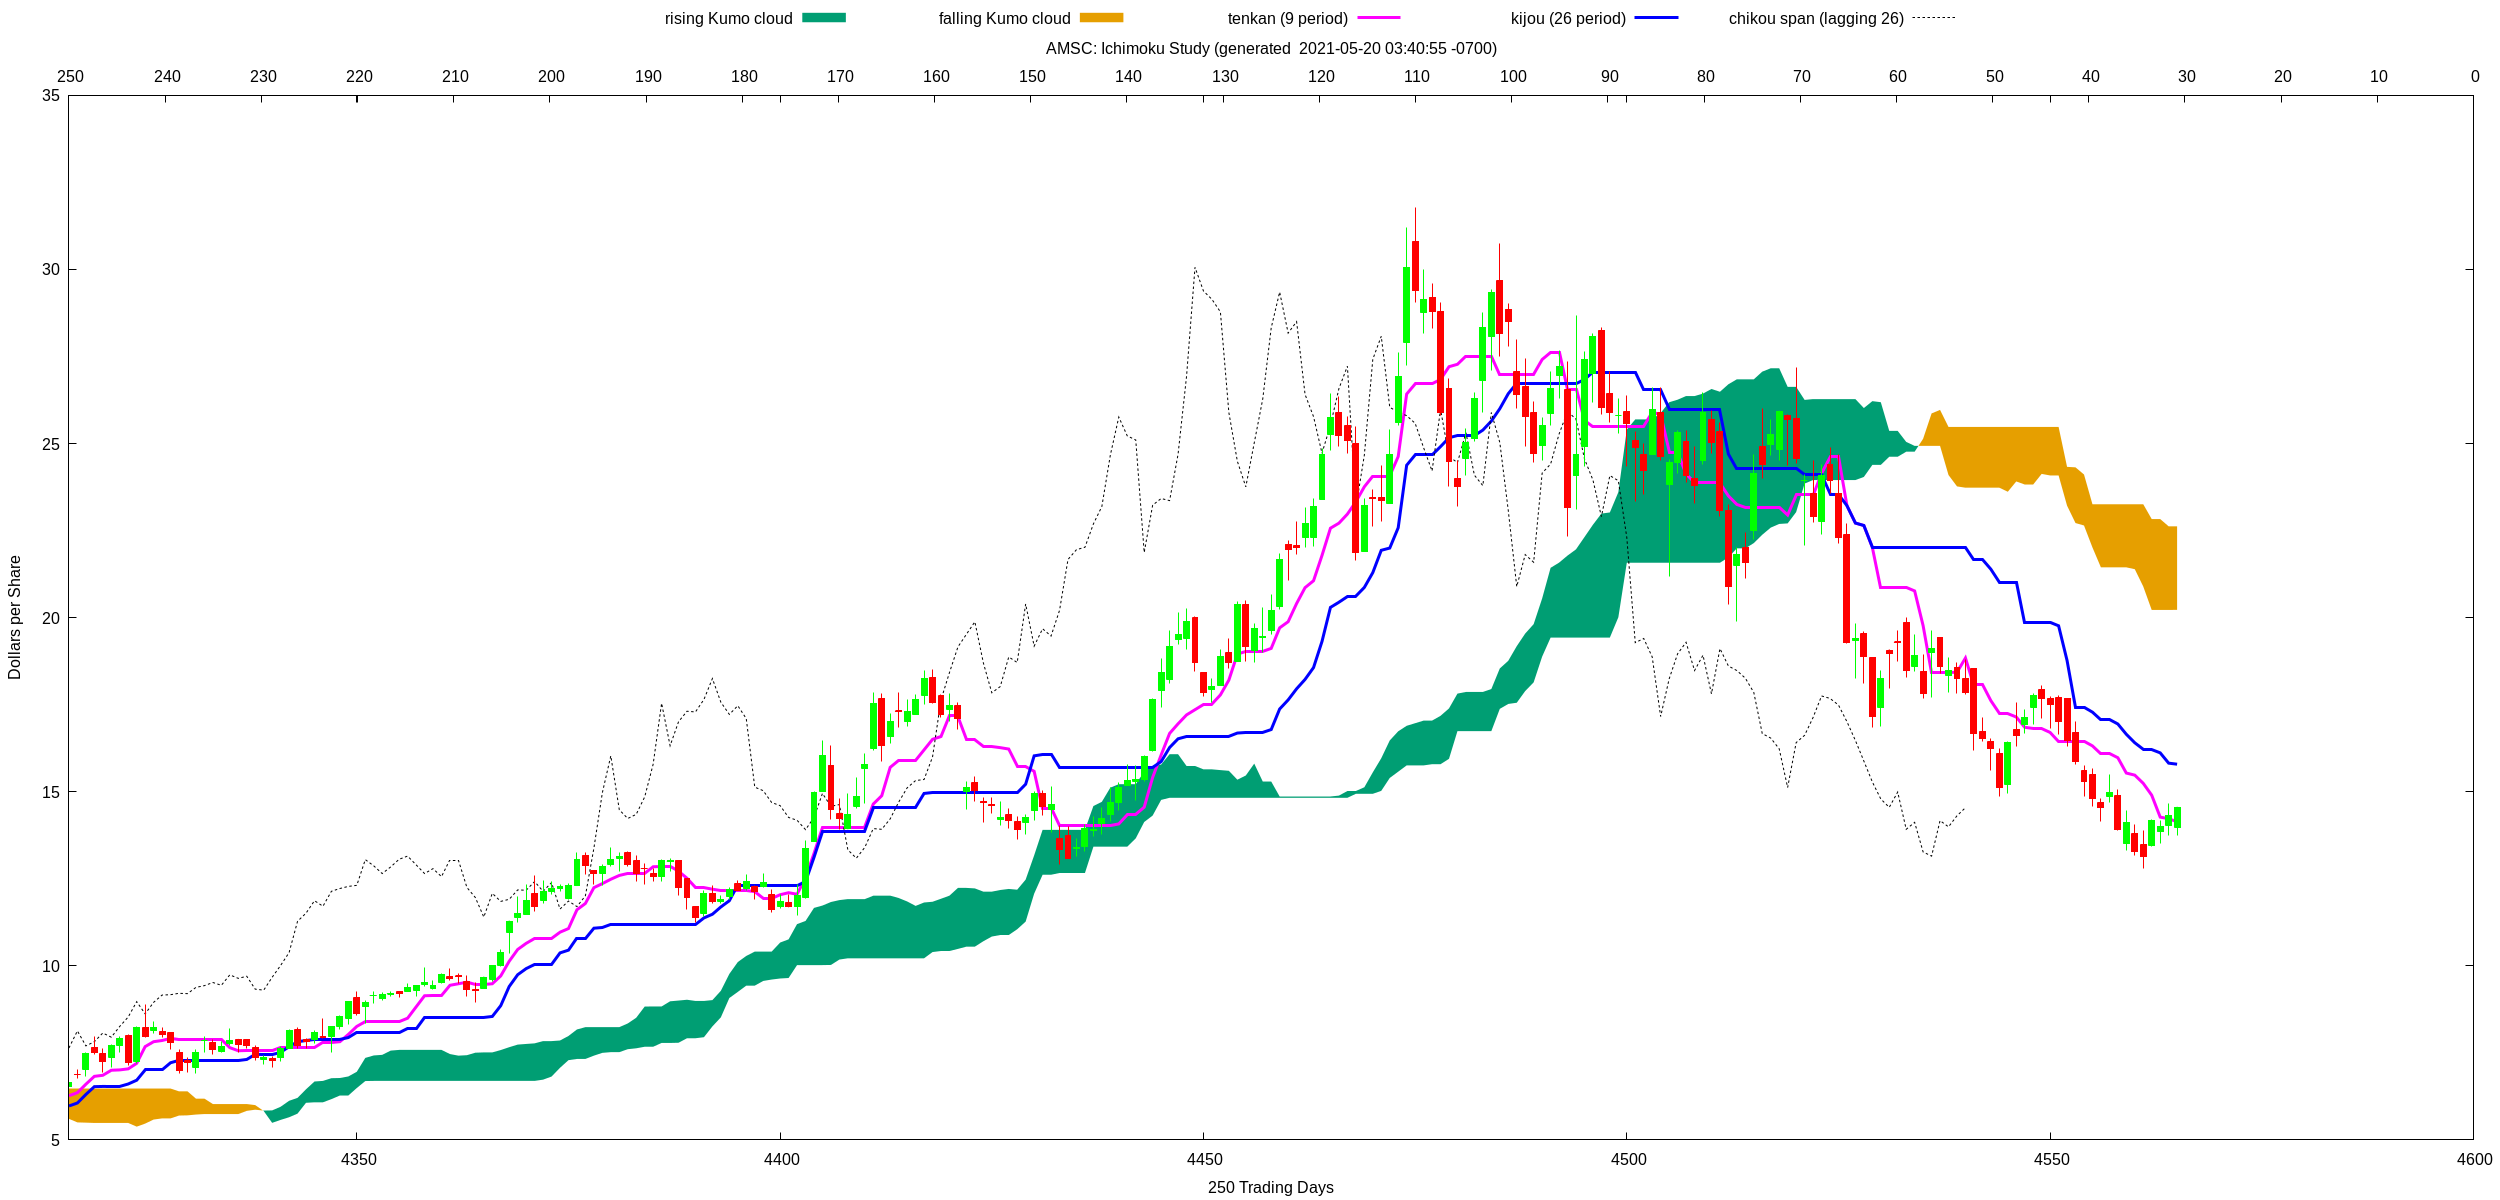 rising Kumo cloud falling Kumo cloud tenkan (9 period) kijou (26 period) chikou span (lagging 26)
AMSC: Ichimoku Study (generated  2021-05-20 03:40:55 -0700)
250 240 230 220 210 200 190 180 170 160 150 140 130 120 110 100 90 80 70 60 50 40 30 20 10 0
35
30
25
20
15
10
5
Dollars per Share
4350 4400 4450 4500 4550 4600
250 Trading Days